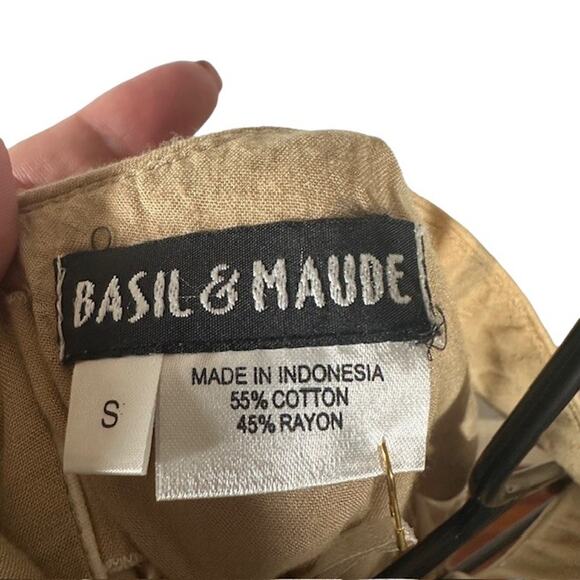 BASIL & MAUDE
S
MADE IN INDONESIA
55% COTTON
45% RAYON